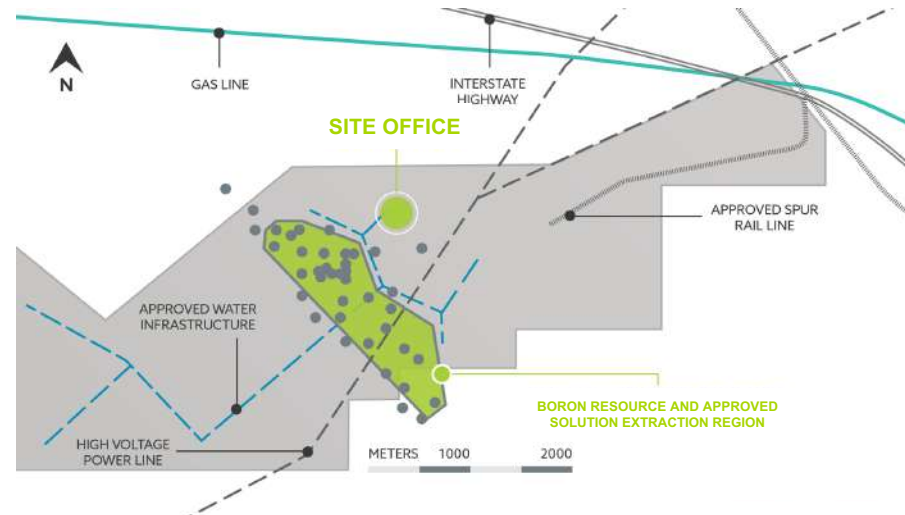 GAS LINE
INTERSTATE
HIGHWAY
N
SITE OFFICE
APPROVED SPUR
RAIL LINE
APPROVED WATER
INFRASTRUCTURE
BORON RESOURCE AND APPROVED
SOLUTION EXTRACTION REGION
HIGH VOLTAGE
POWER LINE
METERS 1000 2000